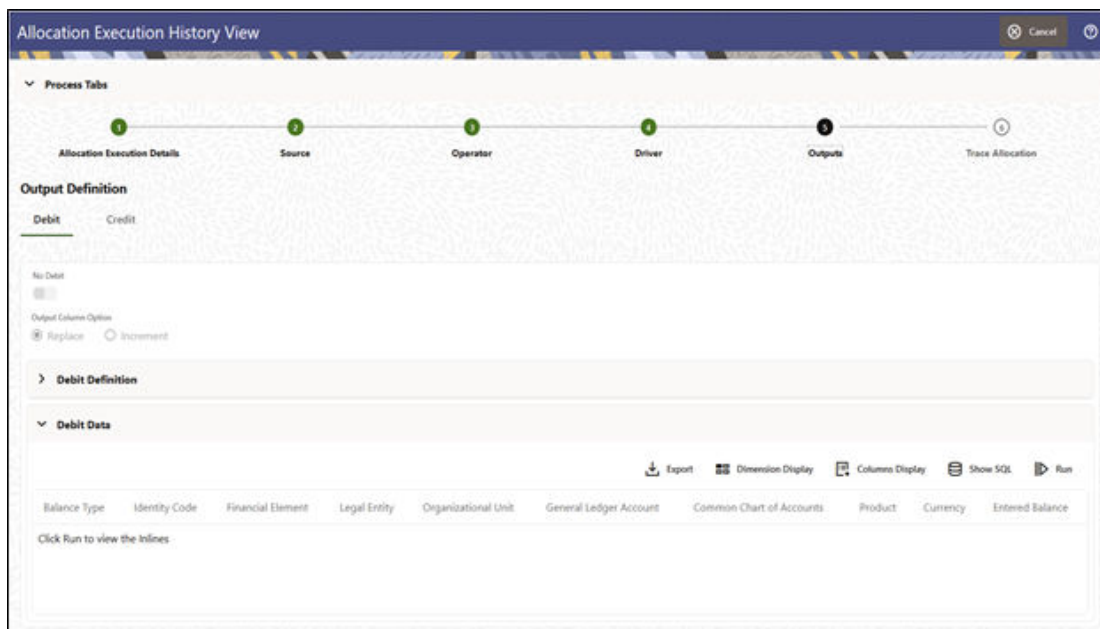 Allocation Execution History View
Cancel
Process Tabs
1 2 3 4 5 6
Allocation Execution Details Source Operator Driver Outputs Trace Allocation
Output Definition
Debit Credit
No Debit
Output Column Option
Replace Increment
Debit Definition
Debit Data
Export Dimension Display Columns Display Show SQL Run
Balance Type Identity Code Financial Element Legal Entity Organizational Unit General Ledger Account Common Chart of Accounts Product Currency Entered Balance
Click Run to view the Inlines